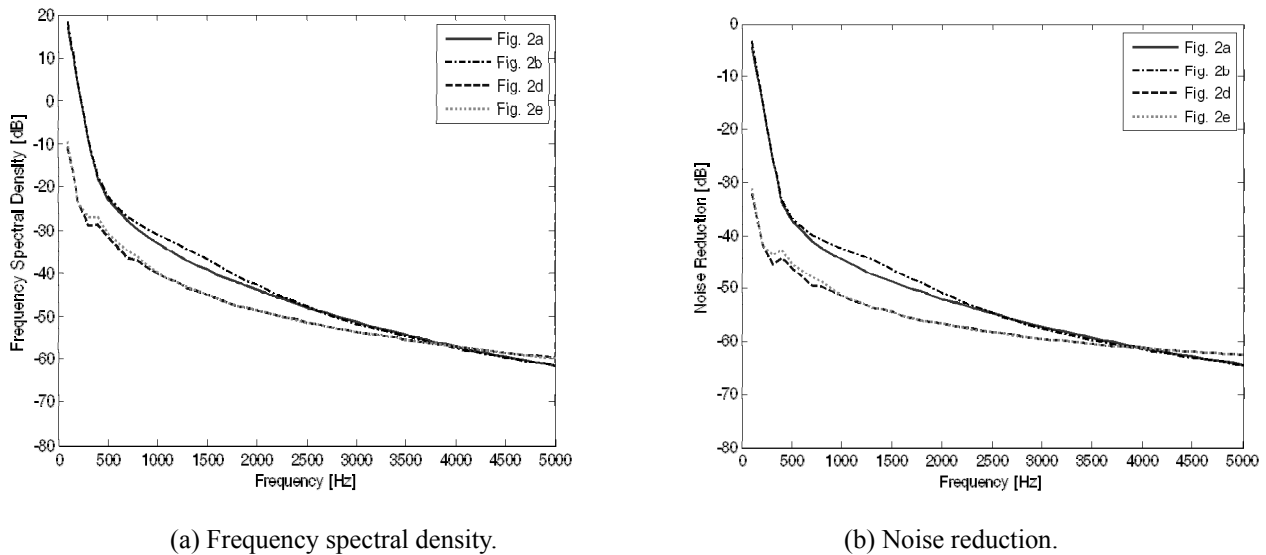 20
10
0
-10
-20
-30
-40
-50
-60
-70
-80
Frequency Spectral Density [dB]
0 500 1000 1500 2000 2500 3000 3500 4000 4500 5000
Frequency [Hz]
Fig. 2a
Fig. 2b
Fig. 2d
Fig. 2e
(a) Frequency spectral density.
0
-10
-20
-30
-40
-50
-60
-70
-80
Noise Reduction [dB]
0 500 1000 1500 2000 2500 3000 3500 4000 4500 5000
Frequency [Hz]
Fig. 2a
Fig. 2b
Fig. 2d
Fig. 2e
(b) Noise reduction.